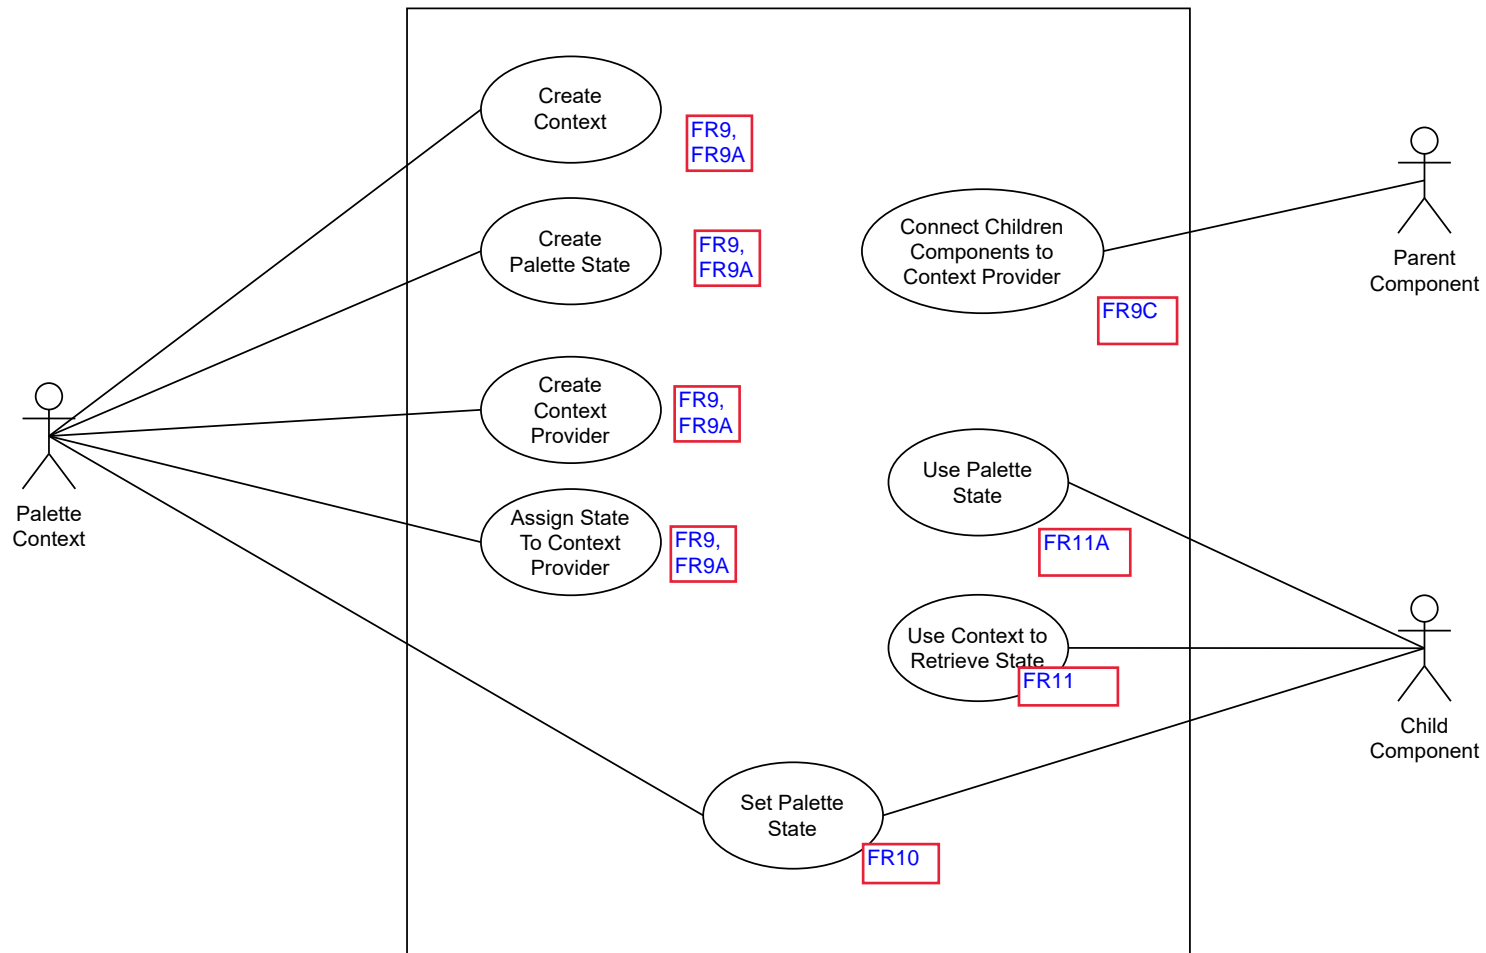 Create
Context
FR9,
FR9A
Create
Palette State
FR9,
FR9A
Connect Children
Components to
Context Provider
FR9C
Parent
Component
Create
Context
Provider
FR9,
FR9A
Palette
Context
Use Palette
State
FR11A
Assign State
To Context
Provider
FR9,
FR9A
Use Context to
Retrieve State
FR11
Child
Component
Set Palette
State
FR10